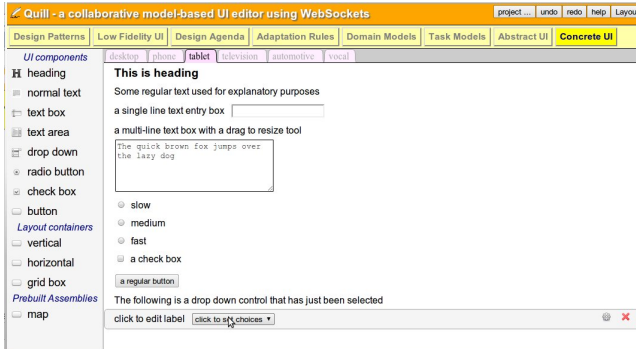 Quill - a collaborative model-based UI editor using WebSockets
project ... undo redo help Layou
Design Patterns Low Fidelity UI Design Agenda Adaptation Rules Domain Models Task Models Abstract UI Concrete UI
UI components
H heading
normal text
text box
text area
drop down
radio button
check box
button
Layout containers
vertical
horizontal
grid box
Prebuilt Assemblies
map
desktop phone tablet television automotive vocal
This is heading
Some regular text used for explanatory purposes
a single line text entry box
a multi-line text box with a drag to resize tool
The quick brown fox jumps over
the lazy dog
slow
medium
fast
a check box
a regular button
The following is a drop down control that has just been selected
click to edit label click to set choices